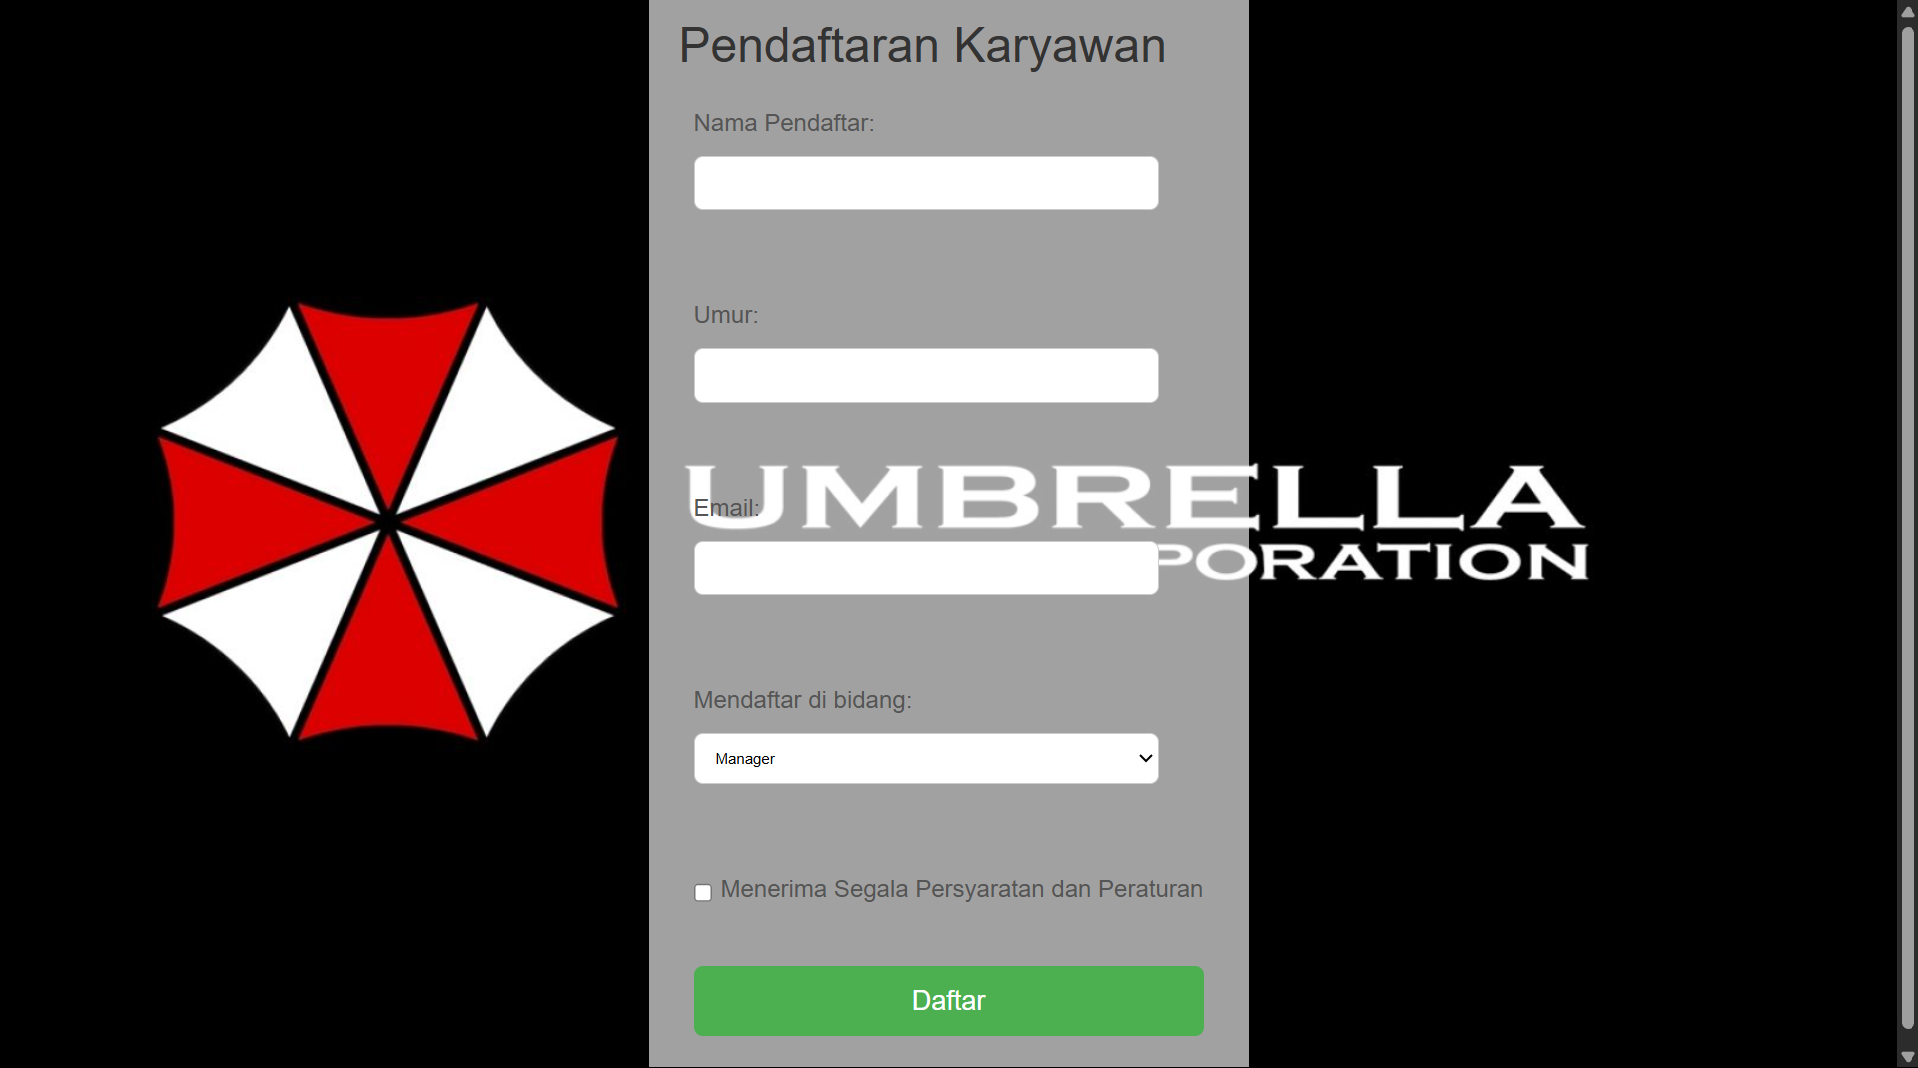 Pendaftaran Karyawan
Nama Pendaftar:
Umur:
UMBRELLA
Email:
PORATION
Mendaftar di bidang:
Manager
Menerima Segala Persyaratan dan Peraturan
Daftar